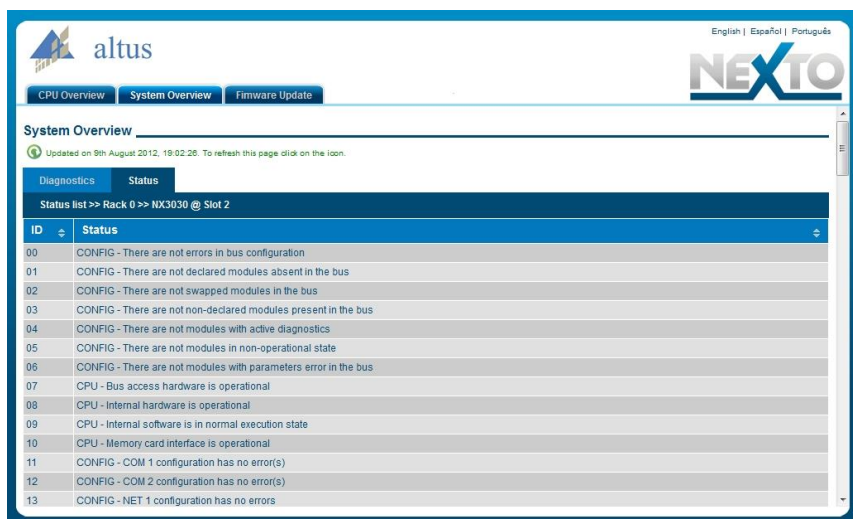 English | Español | Português
altus
NEXTO
CPU Overview System Overview Fimware Update
System Overview
Updated on 9th August 2012, 19:02:26. To refresh this page click on the icon.
Diagnostics Status
Status list >> Rack 0 >> NX3030 @ Slot 2
ID Status
00 CONFIG - There are not errors in bus configuration
01 CONFIG - There are not declared modules absent in the bus
02 CONFIG - There are not swapped modules in the bus
03 CONFIG - There are not non-declared modules present in the bus
04 CONFIG - There are not modules with active diagnostics
05 CONFIG - There are not modules in non-operational state
06 CONFIG - There are not modules with parameters error in the bus
07 CPU - Bus access hardware is operational
08 CPU - Internal hardware is operational
09 CPU - Internal software is in normal execution state
10 CPU - Memory card interface is operational
11 CONFIG - COM 1 configuration has no error(s)
12 CONFIG - COM 2 configuration has no error(s)
13 CONFIG - NET 1 configuration has no errors